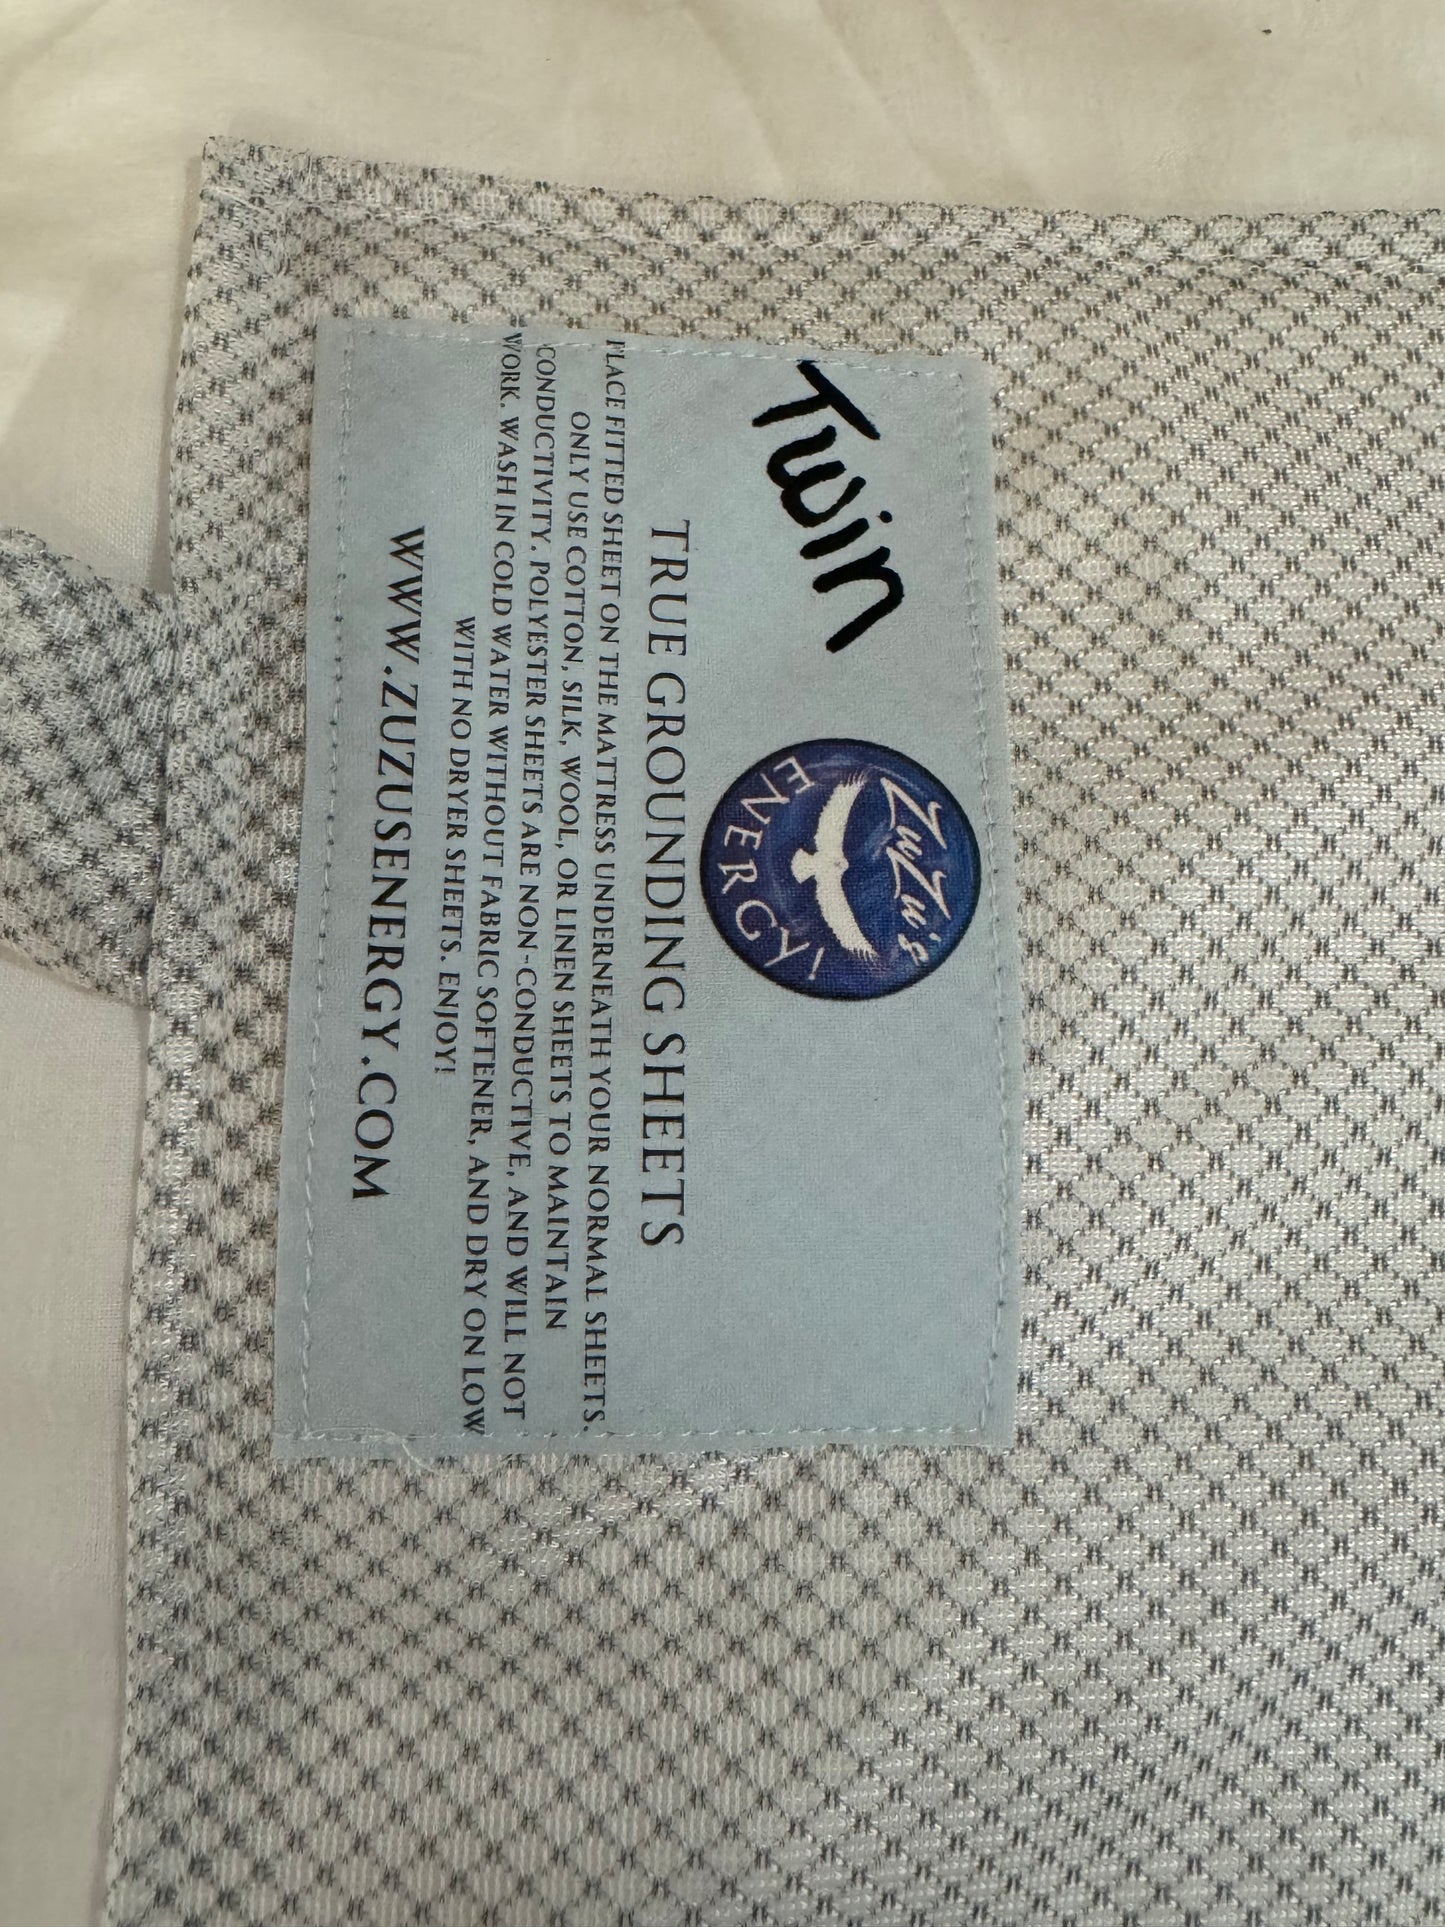 Twin
ZuZu's
ENERGY
TRUE GROUNDING SHEETS
PLACE FITTED SHEET ON THE MATTRESS UNDERNEATH YOUR NORMAL SHEETS.
ONLY USE COTTON, SILK, WOOL, OR LINEN SHEETS TO MAINTAIN
CONDUCTIVITY. POLYESTER SHEETS ARE NON-CONDUCTIVE, AND WILL NOT
WORK. WASH IN COLD WATER WITHOUT FABRIC SOFTENER, AND DRY ON LOW
WITH NO DRYER SHEETS. ENJOY!
WWW.ZUZUSENERGY.COM